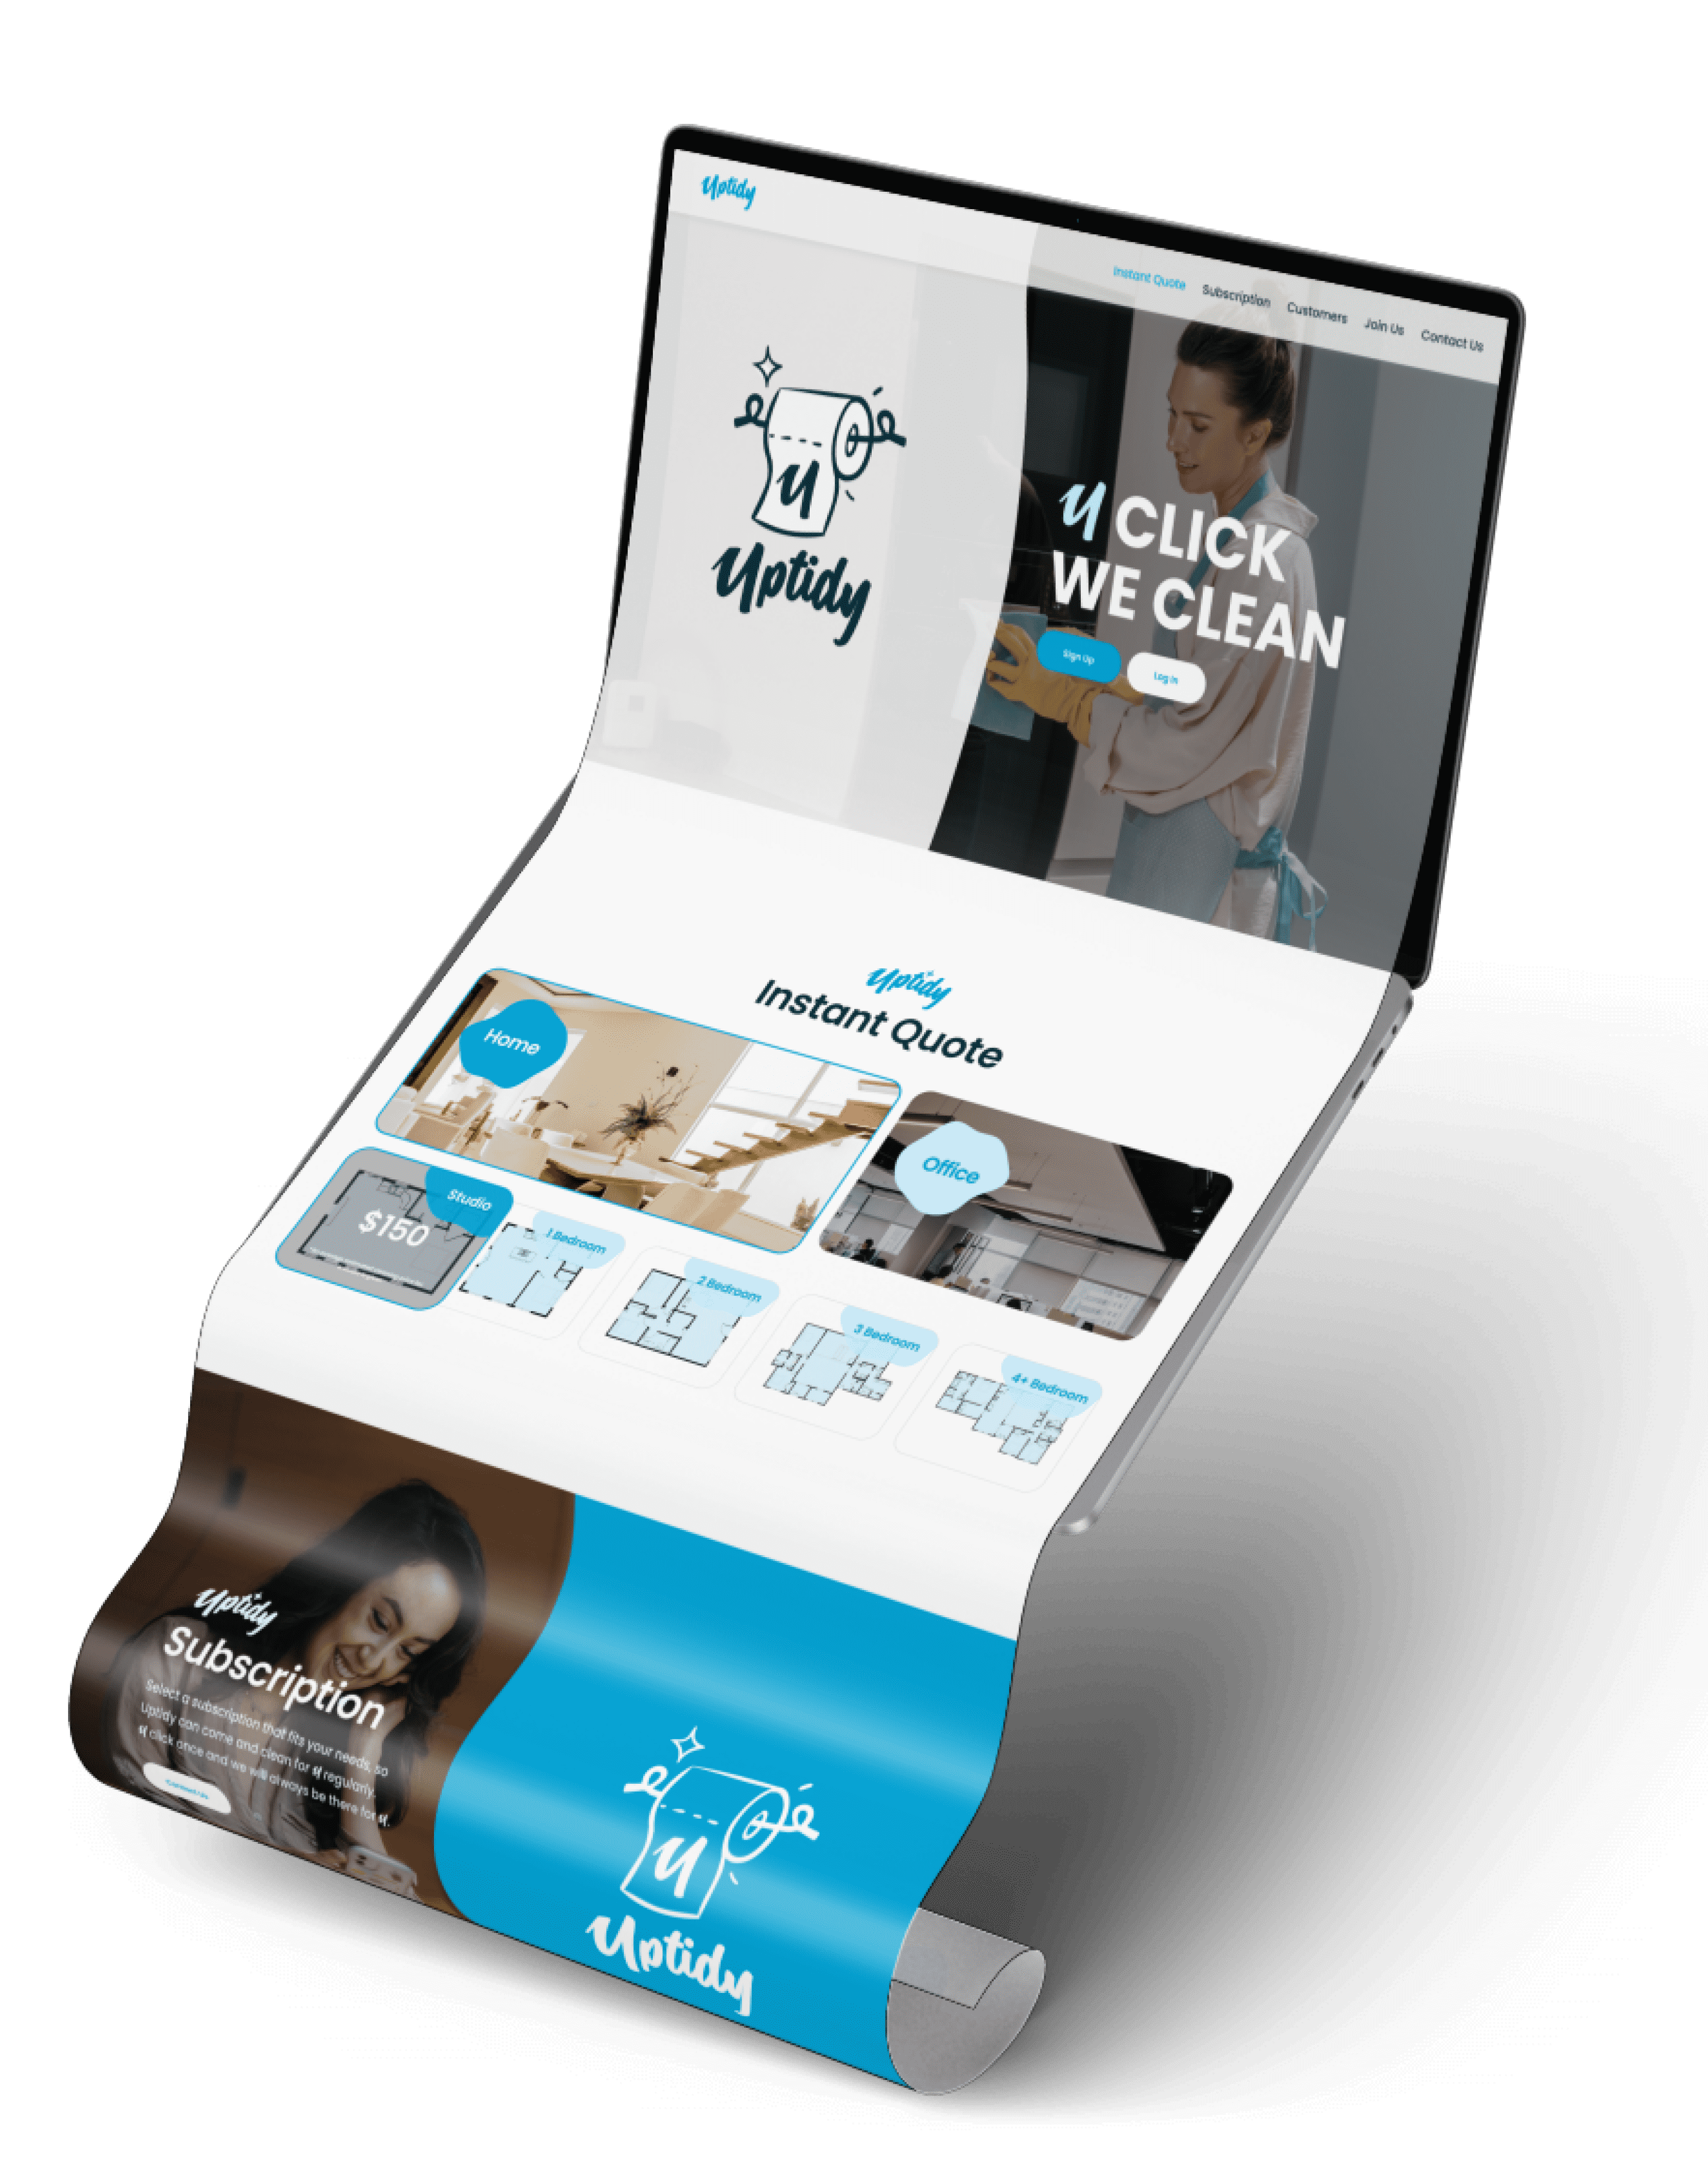 Uptidy
Instant Quote Subscription Customers Join Us Contact Us
U
Uptidy
U CLICK
WE CLEAN
Sign Up
Log In
Uptidy
Instant Quote
Home
Office
Studio
$150
1 Bedroom
2 Bedroom
3 Bedroom
4+ Bedroom
Uptidy
Subscription
Select a subscription that fits your needs, so
Uptidy can come and clean for U regularly.
U click once and we will always be there for U.
Contact Us
U
Uptidy